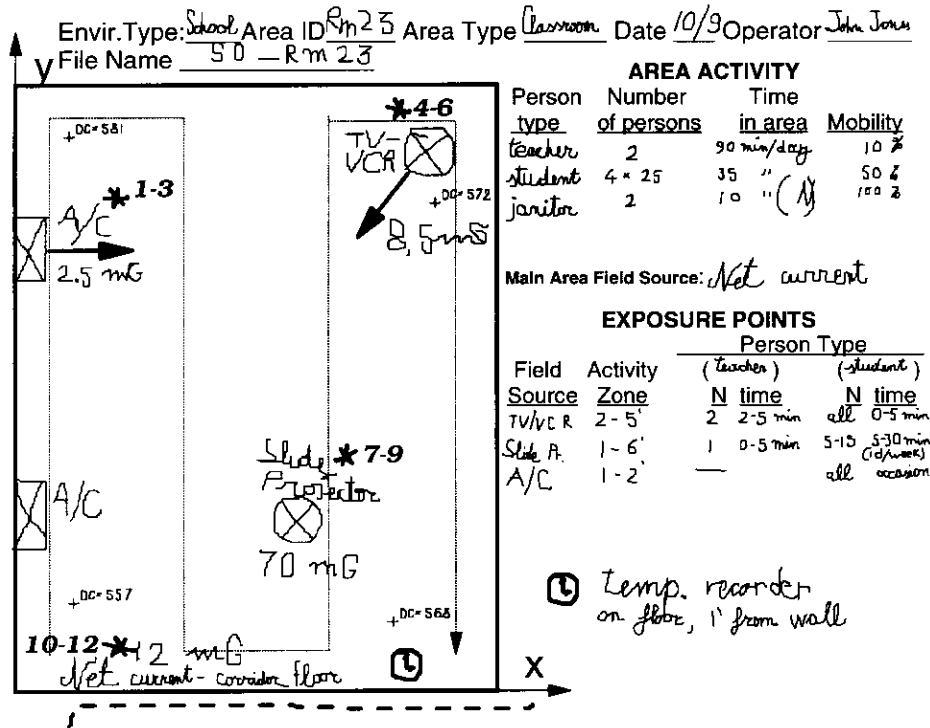 Envir.Type: School Area ID Rm 23 Area Type Classroom Date 10/9 Operator John Jones
File Name SO - Rm 23
y
DC=581
*1-3
A/C
2.5 mG
*4-6
TV-
VCR
DC=572
8,5mG
AREA ACTIVITY
Person Number Time
type of persons in area Mobility
teacher 2 90 min/day 10 %
student 4 * 25 35 " 50 %
janitor 2 10 " (N) 100 %
Main Area Field Source: Net current
EXPOSURE POINTS
Person Type
Field Activity (teacher) (student)
Source Zone N time N time
TV/VCR 2-5' 2 2-5 min all 0-5 min
Slide P. 1-6' 1 0-5 min 5-15 5-30 min
(1d/week)
A/C 1-2' — all occasion
Slide *7-9
Projector
70 mG
A/C
DC=557
DC=568
10-12 *12 mG
Net current - corridor floor
t
X
t temp. recorder
on floor, 1' from wall